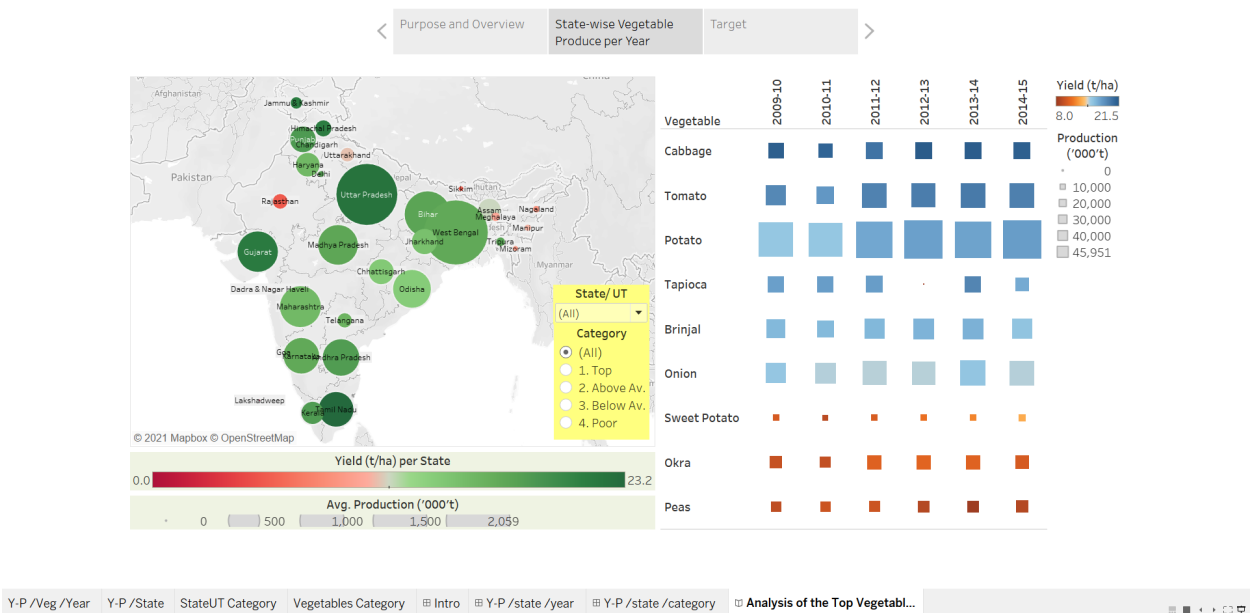 Purpose and Overview
State-wise Vegetable
Produce per Year
Target
China
Afghanistan
Jammu & Kashmir
Himachal Pradesh
Punjab
Chandigarh
Uttarakhand
Haryana
Delhi
Pakistan
Nepal
Uttar Pradesh
Sikkim
Bhutan
Rajasthan
Assam
Nagaland
Bihar
Meghalaya
Manipur
West Bengal
Jharkhand
Tripura
Mizoram
Madhya Pradesh
Gujarat
Myanmar
Chhattisgarh
Dadra & Nagar Haveli
Odisha
Maharashtra
Telangana
Goa
Karnataka
Andhra Pradesh
Lakshadweep
Kerala
Tamil Nadu
© 2021 Mapbox © OpenStreetMap
State/ UT
(All)
Category
(All)
1. Top
2. Above Av.
3. Below Av.
4. Poor
Yield (t/ha) per State
0.0 23.2
Avg. Production ('000't)
0 500 1,000 1,500 2,059
Vegetable 2009-10 2010-11 2011-12 2012-13 2013-14 2014-15
Cabbage
Tomato
Potato
Tapioca
Brinjal
Onion
Sweet Potato
Okra
Peas
Yield (t/ha)
8.0 21.5
Production
('000't)
0
10,000
20,000
30,000
40,000
45,951
Y-P /Veg /Year Y-P /State StateUT Category Vegetables Category Intro Y-P /state /year Y-P /state /category Analysis of the Top Vegetabl...